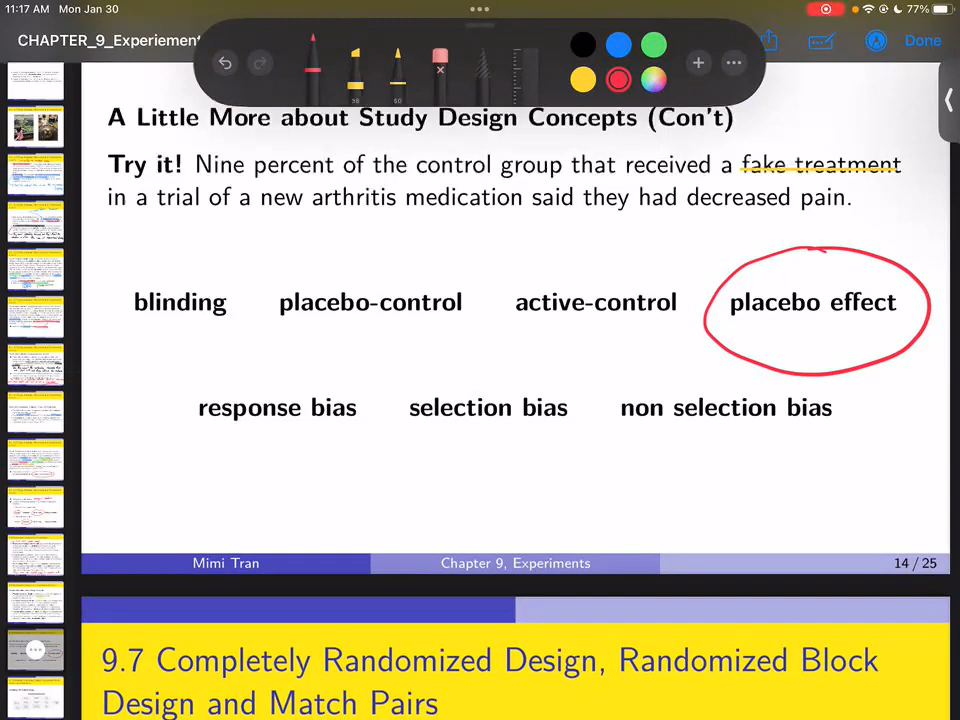 11:17 AM Mon Jan 30
77%
CHAPTER_9_Experiement
Done
38
50
A Little More about Study Design Concepts (Con't)
Try it! Nine percent of the control group that received a fake treatment
in a trial of a new arthritis medication said they had decreased pain.
blinding placebo-control active-control placebo effect
response bias selection bias non selection bias
Mimi Tran Chapter 9, Experiments 14 / 25
9.7 Completely Randomized Design, Randomized Block
Design and Match Pairs